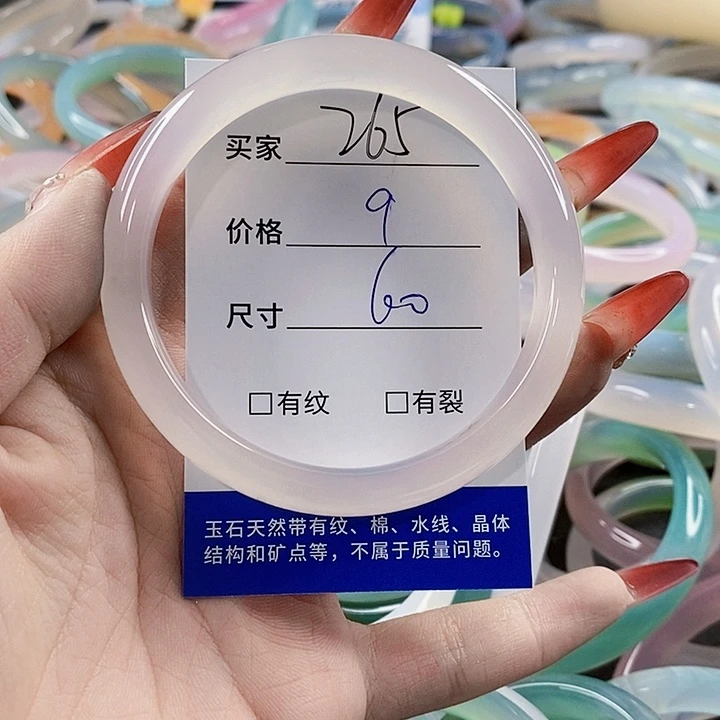 买家 265
价格 9
尺寸 60
□有纹 □有裂
玉石天然带有纹、棉、水线、晶体
结构和矿点等，不属于质量问题。